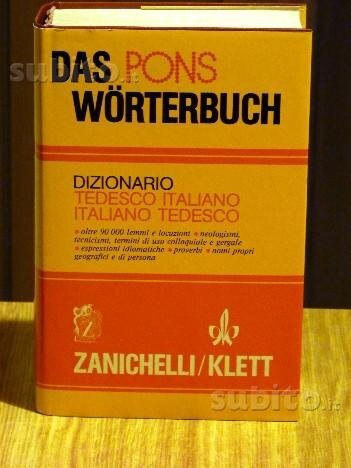 subito.it
DAS PONS
WÖRTERBUCH
DIZIONARIO
TEDESCO ITALIANO
ITALIANO TEDESCO
• oltre 90 000 lemmi e locuzioni • neologismi,
tecnicismi, termini di uso colloquiale e gergale
• espressioni idiomatiche • proverbi • nomi propri
geografici e di persona
Z
ZANICHELLI/KLETT
subito.it